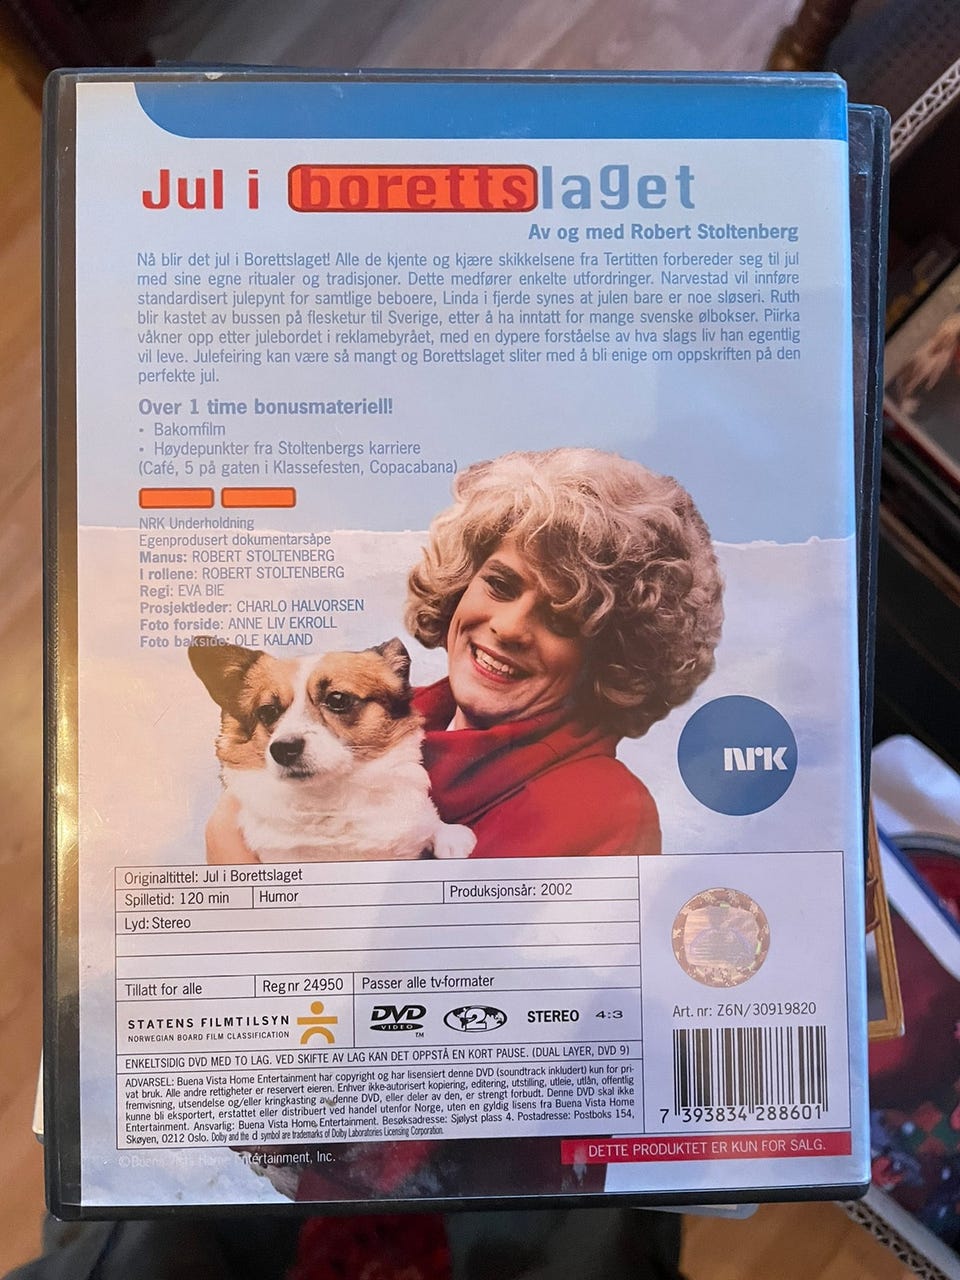 Jul i borettslaget
Av og med Robert Stoltenberg
Nå blir det jul i Borettslaget! Alle de kjente og kjære skikkelsene fra Tertitten forbereder seg til jul
med sine egne ritualer og tradisjoner. Dette medfører enkelte utfordringer. Narvestad vil innføre
standardisert julepynt for samtlige beboere, Linda i fjerde synes at julen bare er noe sløseri. Ruth
blir kastet av bussen på flesketur til Sverige, etter å ha inntatt for mange svenske ølbokser. Piirka
våkner opp etter julebordet i reklamebyrået, med en dypere forståelse av hva slags liv han egentlig
vil leve. Julefeiring kan være så mangt og Borettslaget sliter med å bli enige om oppskriften på den
perfekte jul.
Over 1 time bonusmateriell!
• Bakomfilm
• Høydepunkter fra Stoltenbergs karriere
(Café, 5 på gaten i Klassefesten, Copacabana)
NRK Underholdning
Egenprodusert dokumentarsåpe
Manus: ROBERT STOLTENBERG
I rollene: ROBERT STOLTENBERG
Regi: EVA BIE
Prosjektleder: CHARLO HALVORSEN
Foto forside: ANNE LIV EKROLL
Foto bakside: OLE KALAND
NRK
Originaltittel: Jul i Borettslaget
Spilletid: 120 min Humor Produksjonsår: 2002
Lyd: Stereo
Tillatt for alle Reg nr 24950 Passer alle tv-formater
STATENS FILMTILSYN
NORWEGIAN BOARD FILM CLASSIFICATION
DVD VIDEO TM 2 STEREO 4:3
ENKELTSIDIG DVD MED TO LAG. VED SKIFTE AV LAG KAN DET OPPSTÅ EN KORT PAUSE. (DUAL LAYER, DVD 9)
ADVARSEL: Buena Vista Home Entertainment har copyright og har lisensiert denne DVD (soundtrack inkludert) kun for pri-
vat bruk. Alle andre rettigheter er reservert eieren. Enhver ikke-autorisert kopiering, editering, utstilling, utleie, utlån, offentlig
fremvisning, utsendelse og/eller kringkasting av denne DVD, eller deler av den, er strengt forbudt. Denne DVD skal ikke
kunne bli eksportert, erstattet eller distribuert ved handel utenfor Norge, uten en gyldig lisens fra Buena Vista Home
Entertainment. Ansvarlig: Buena Vista Home Entertainment. Besøksadresse: Sjølyst plass 4. Postadresse: Postboks 154,
Skøyen, 0212 Oslo. Dolby and the d symbol are trademarks of Dolby Laboratories Licensing Corporation.
Art. nr: Z6N/30919820
7 393834 288601
DETTE PRODUKTET ER KUN FOR SALG.
©Buena Vista Home Entertainment, Inc.